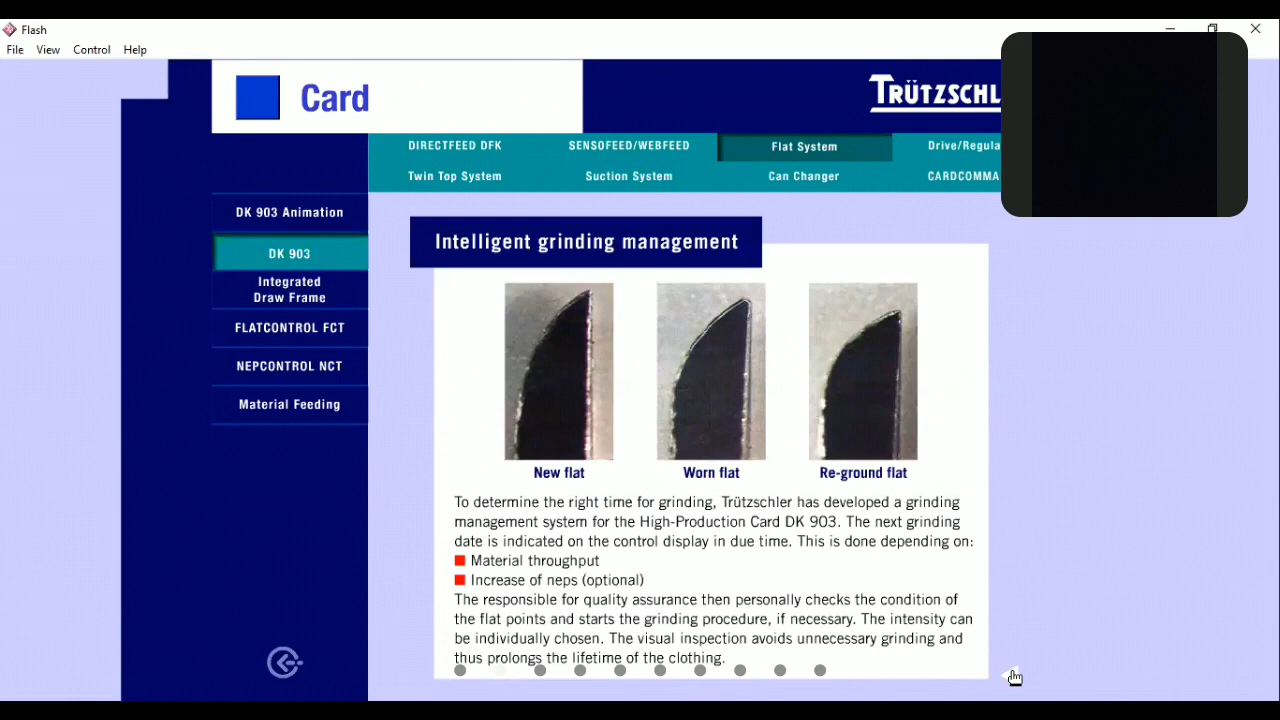 Flash
File View Control Help
Card
TRÜTZSCHL
DIRECTFEED DFK SENSOFEED/WEBFEED Flat System Drive/Regula
Twin Top System Suction System Can Changer CARDCOMMA
DK 903 Animation
DK 903
Integrated
Draw Frame
FLATCONTROL FCT
NEPCONTROL NCT
Material Feeding
Intelligent grinding management
New flat Worn flat Re-ground flat
To determine the right time for grinding, Trützschler has developed a grinding
management system for the High-Production Card DK 903. The next grinding
date is indicated on the control display in due time. This is done depending on:
Material throughput
Increase of neps (optional)
The responsible for quality assurance then personally checks the condition of
the flat points and starts the grinding procedure, if necessary. The intensity can
be individually chosen. The visual inspection avoids unnecessary grinding and
thus prolongs the lifetime of the clothing.